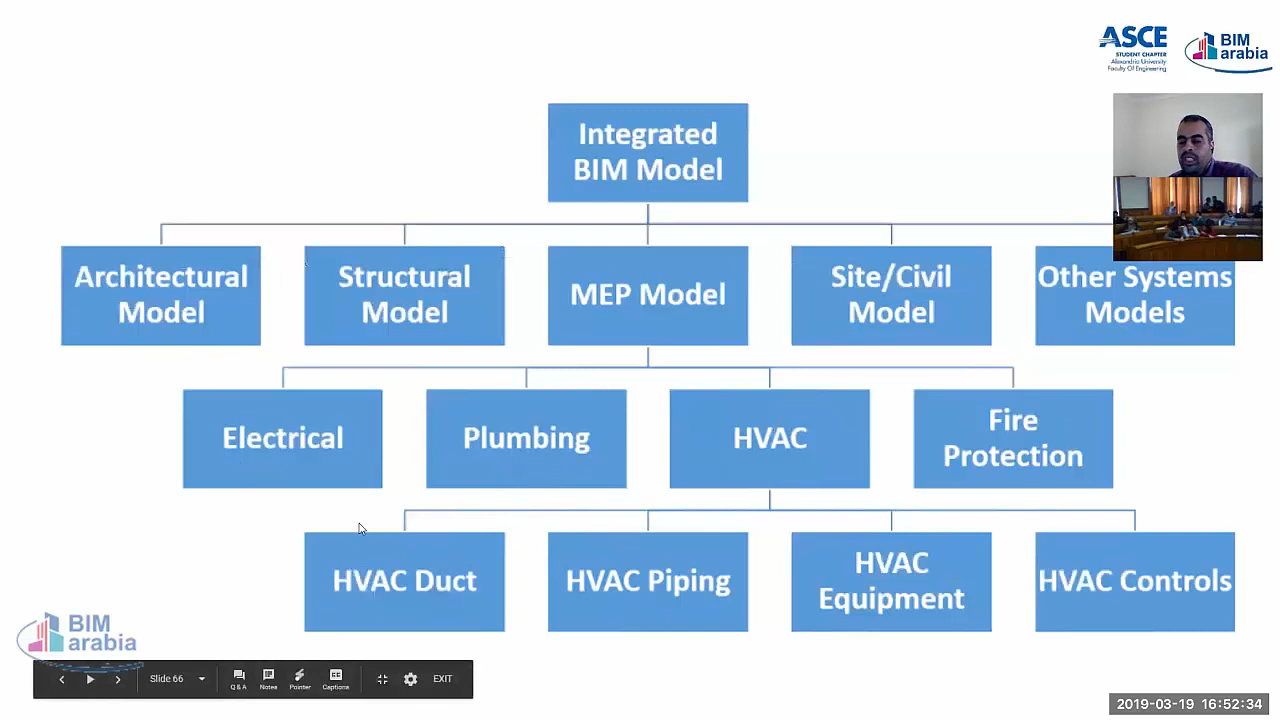 ASCE
STUDENT CHAPTER
Alexandria University
Faculty Of Engineering
BIM
arabia
Integrated
BIM Model
Architectural
Model
Structural
Model
MEP Model
Site/Civil
Model
Other Systems
Models
Electrical
Plumbing
HVAC
Fire
Protection
HVAC Duct
HVAC Piping
HVAC
Equipment
HVAC Controls
BIM
arabia
Slide 66
Q & A
Notes
Pointer
Captions
EXIT
2019-03-19 16:52:34